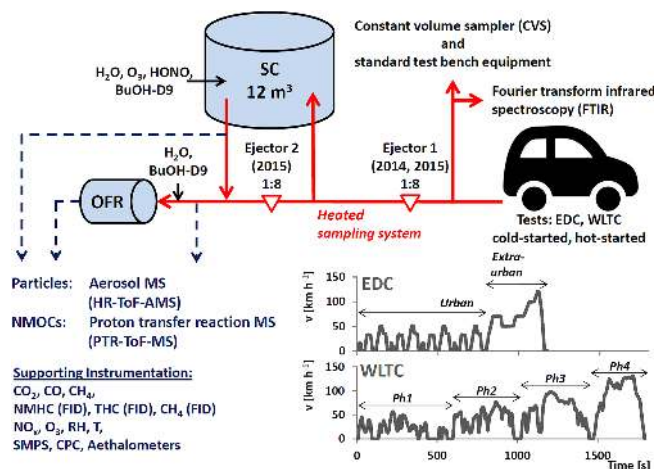 Constant volume sampler (CVS)
and
standard test bench equipment
SC
12 m³
H₂O, O₃, HONO,
BuOH-D9
Fourier transform infrared
spectroscopy (FTIR)
H₂O,
BuOH-D9
Ejector 2
(2015)
1:8
Ejector 1
(2014, 2015)
1:8
OFR
Heated
sampling system
Tests: EDC, WLTC
cold-started, hot-started
Particles: Aerosol MS
(HR-ToF-AMS)
NMOCs: Proton transfer reaction MS
(PTR-ToF-MS)
Supporting Instrumentation:
CO₂, CO, CH₄,
NMHC (FID), THC (FID), CH₄ (FID)
NOₓ, O₃, RH, T,
SMPS, CPC, Aethalometers
v [km h⁻¹]
150
100
50
0
EDC
Urban
Extra-
urban
0 500 1000 1500
v [km h⁻¹]
150
100
50
0
WLTC
Ph1
Ph2
Ph3
Ph4
0 500 1000 1500
Time [s]